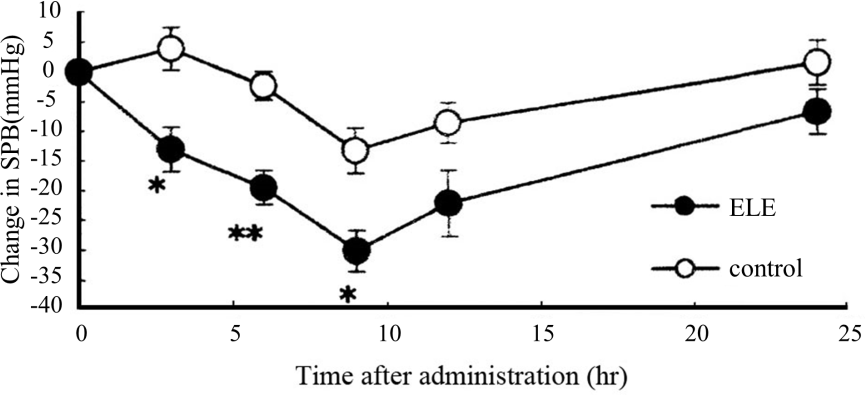 Change in SPB(mmHg)
10
5
0
-5
-10
-15
-20
-25
-30
-35
-40
*
**
*
ELE
control
0 5 10 15 20 25
Time after administration (hr)